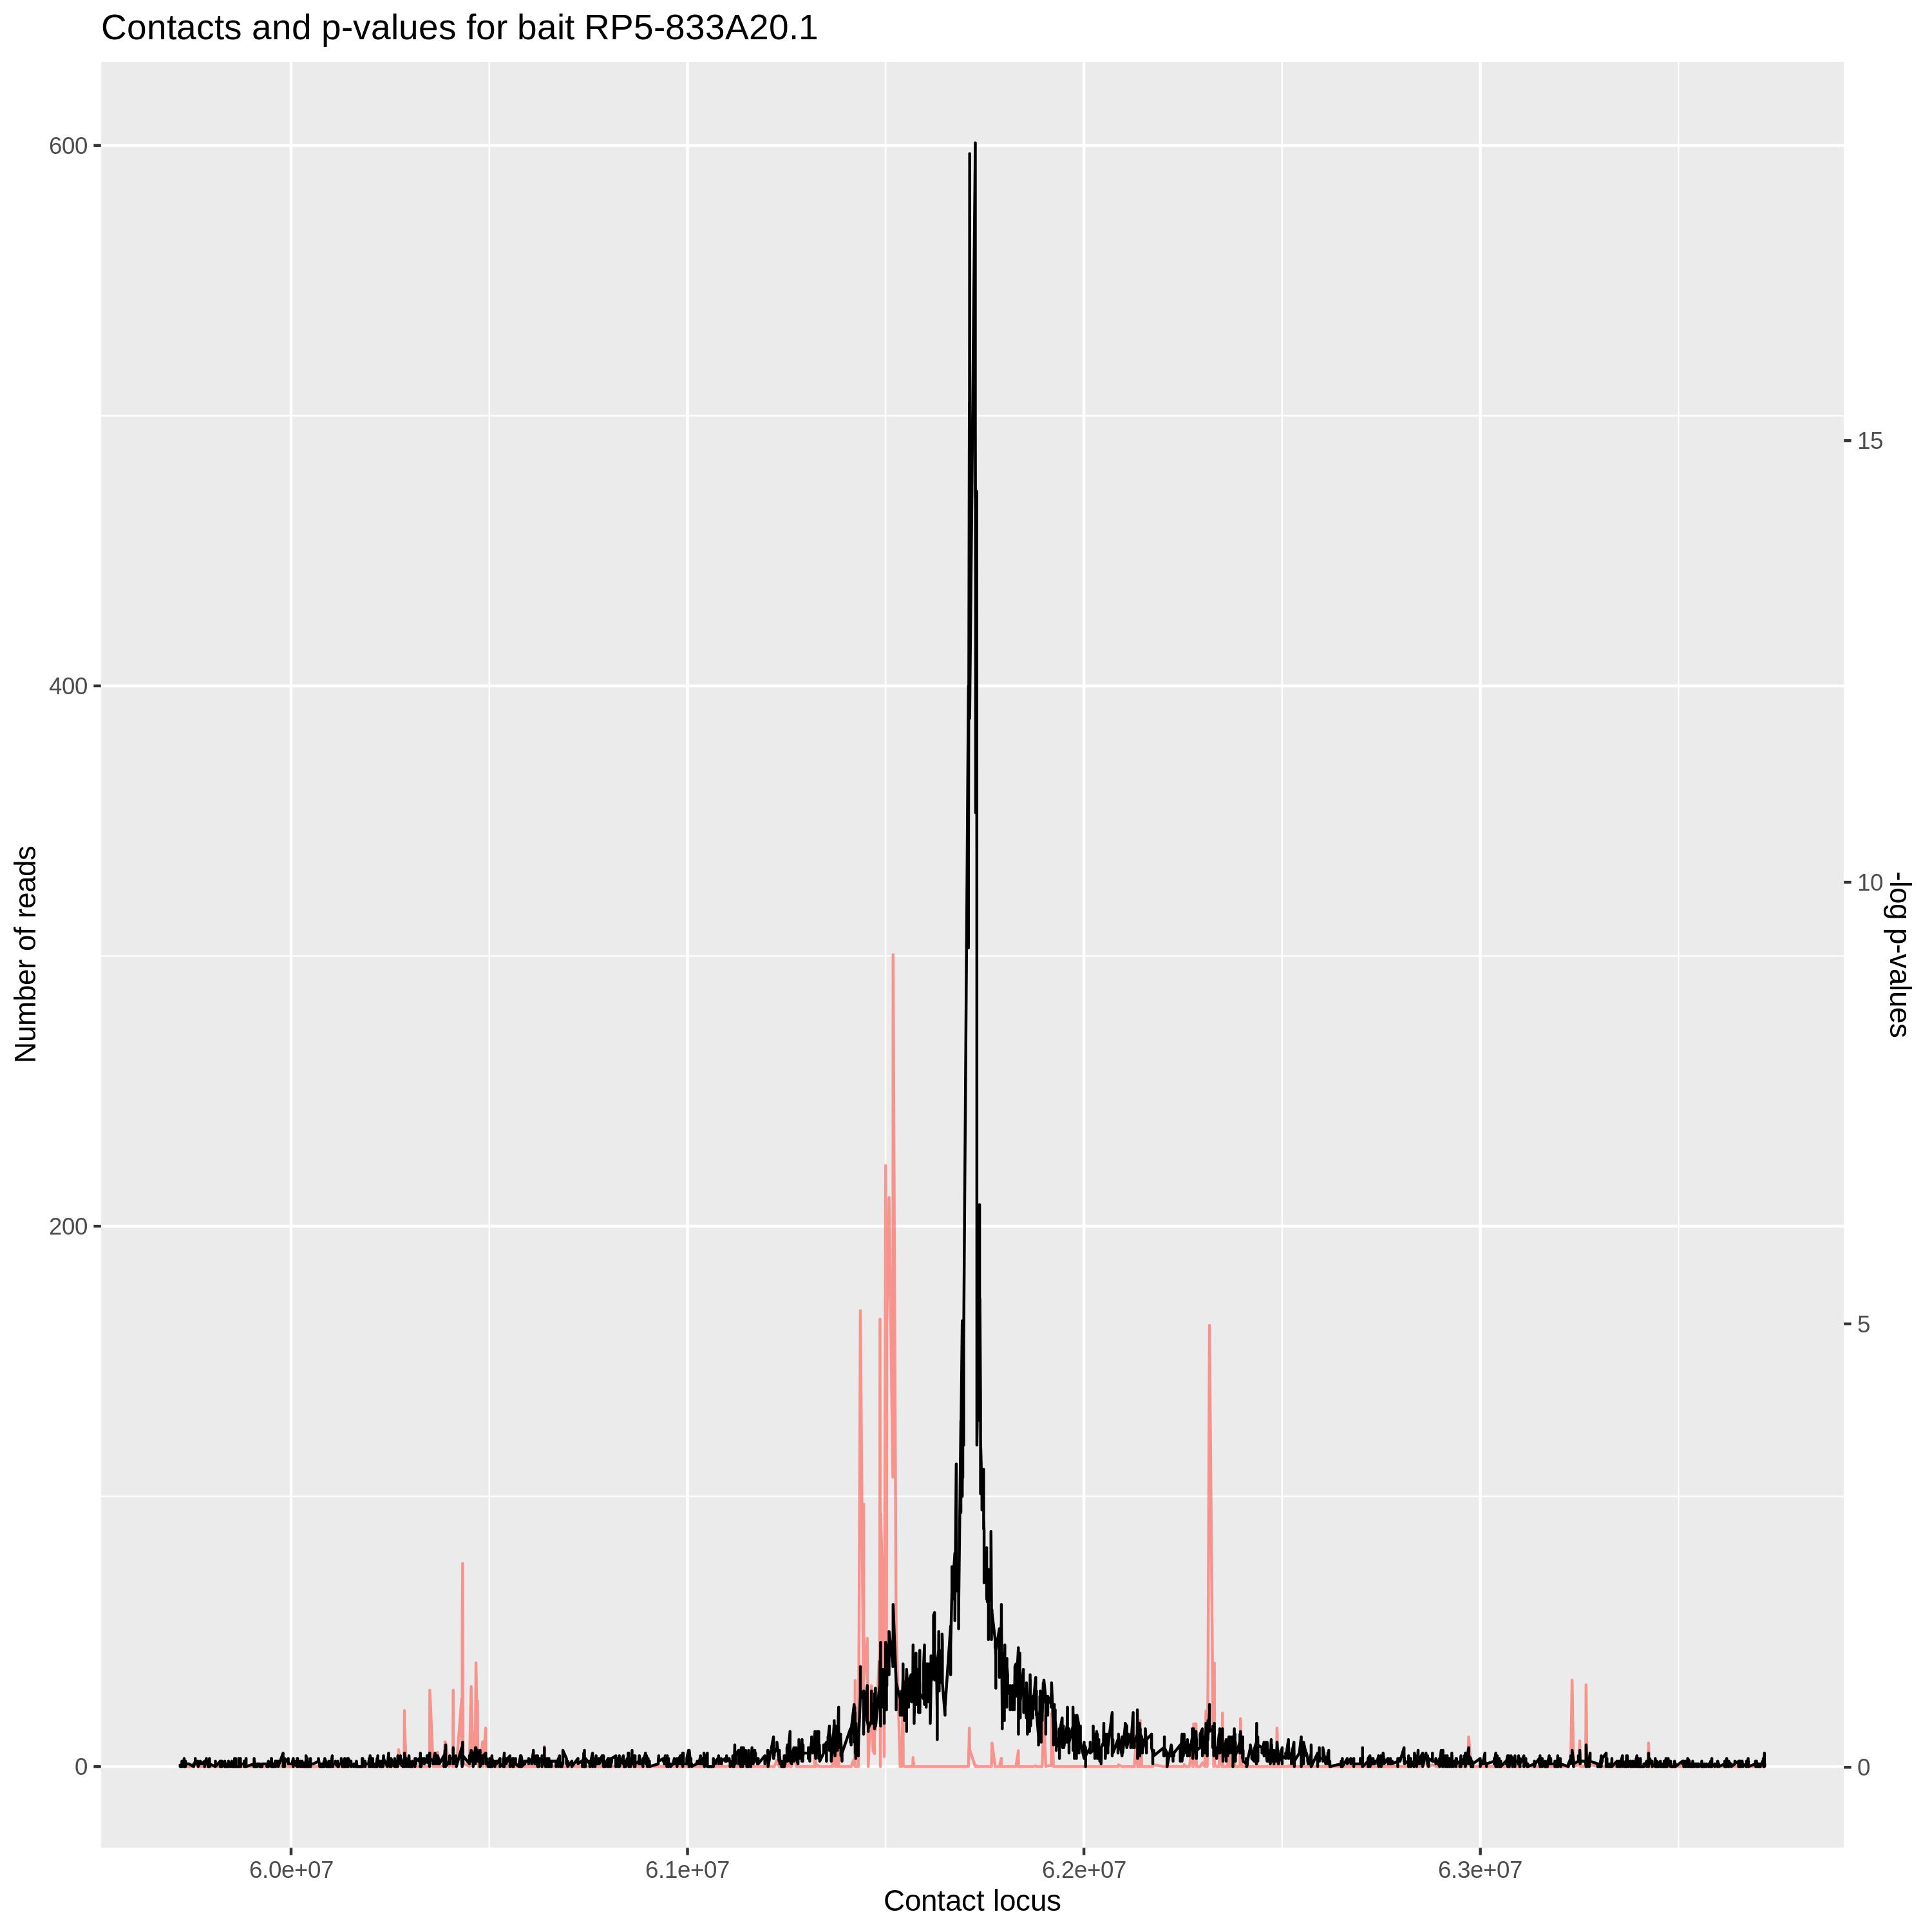 Contacts and p-values for bait RP5-833A20.1
600
400
200
0
15
10
5
0
Number of reads
-log p-values
6.0e+07
6.1e+07
6.2e+07
6.3e+07
Contact locus